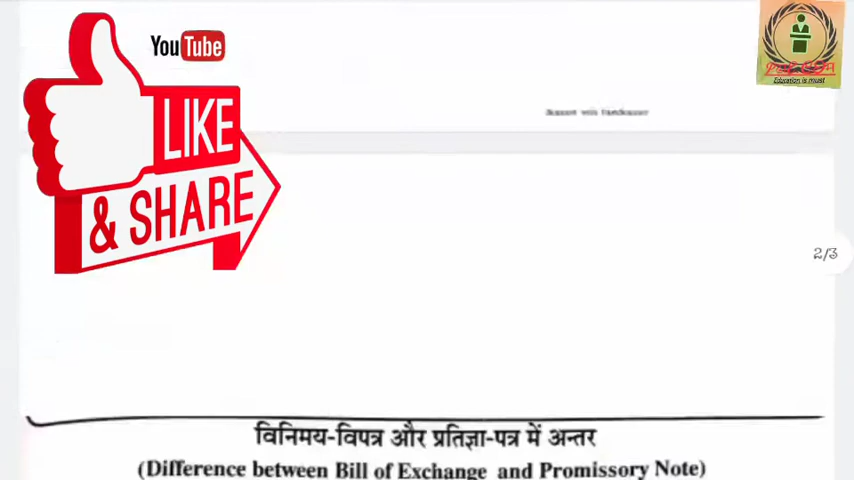 YouTube
LIKE
& SHARE
Education is must
2/3
विनिमय-विपत्र और प्रतिज्ञा-पत्र में अन्तर
(Difference between Bill of Exchange and Promissory Note)